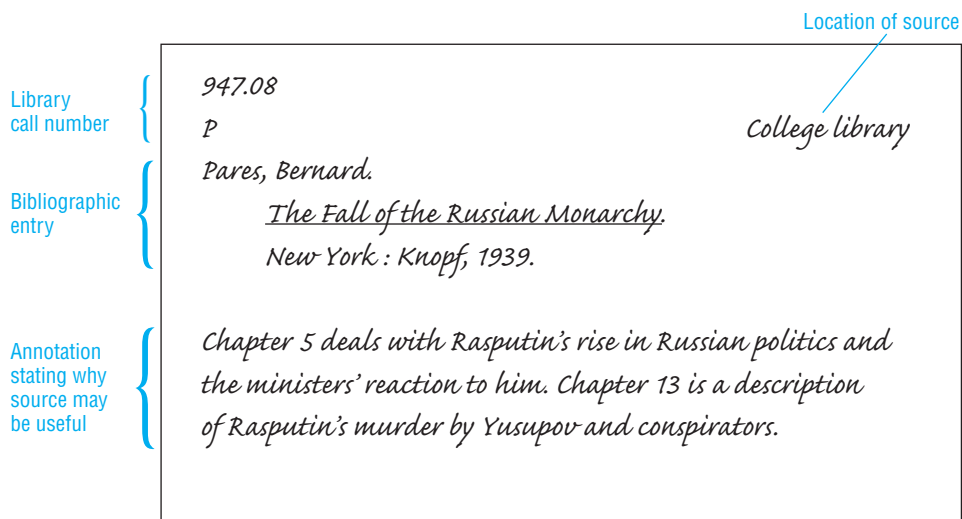 Location of source
Library
call number
947.08
P
College library
Bibliographic
entry
Pares, Bernard.
The Fall of the Russian Monarchy.
New York : Knopf, 1939.
Annotation
stating why
source may
be useful
Chapter 5 deals with Rasputin's rise in Russian politics and
the ministers' reaction to him. Chapter 13 is a description
of Rasputin's murder by Yusupov and conspirators.